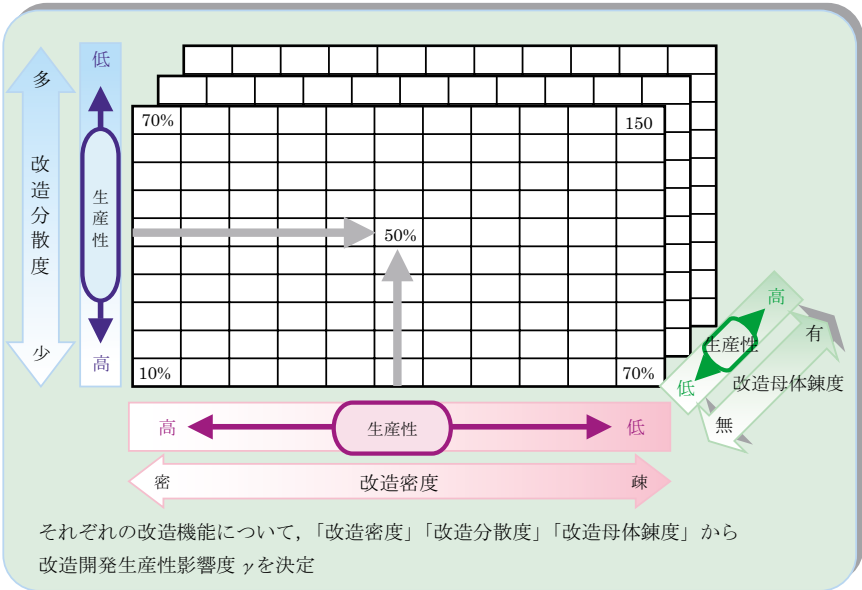 多
改造分散度
少
低
生産性
高
70%
150
50%
10%
70%
高
生産性
低
有
改造母体錬度
無
高
生産性
低
密
改造密度
疎
それぞれの改造機能について，「改造密度」「改造分散度」「改造母体錬度」から
改造開発生産性影響度 γを決定